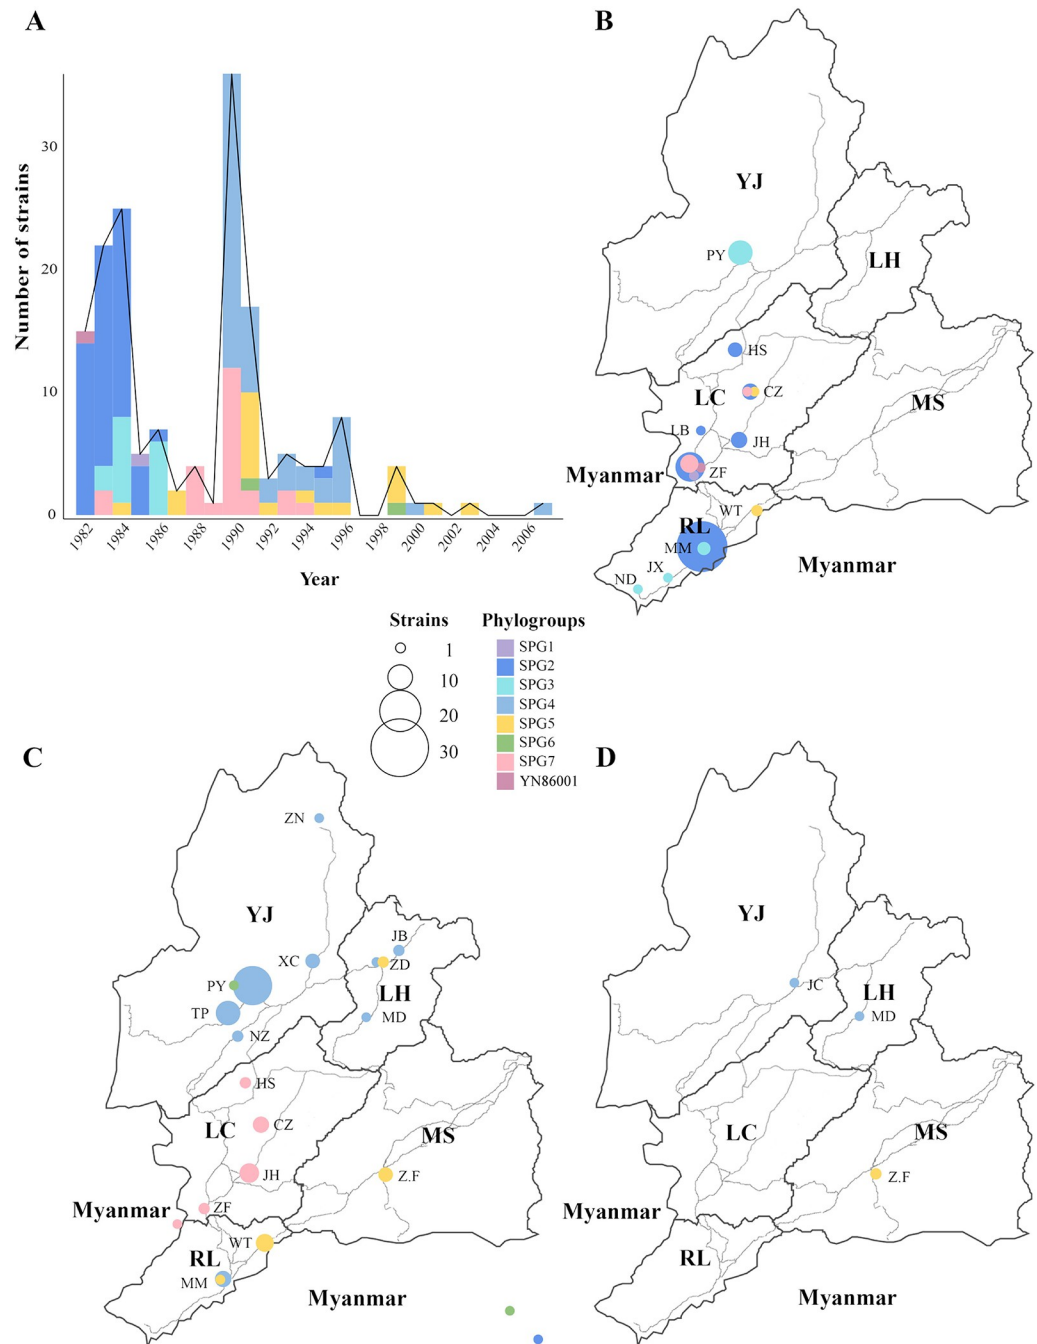 A
B
Number of strains
30
20
10
0
1982
1984
1986
1988
1990
1992
1994
1996
1998
2000
2002
2004
2006
Year
YJ
PY
LH
HS
LC
CZ
MS
LB
JH
Myanmar
ZF
WT
RL
MM
Myanmar
JX
ND
Strains
1
10
20
30
Phylogroups
SPG1
SPG2
SPG3
SPG4
SPG5
SPG6
SPG7
YN86001
C
ZN
YJ
JB
XC
ZD
PY
LH
TP
MD
NZ
HS
LC
CZ
MS
JH
Z.F
Myanmar
ZF
WT
RL
MM
Myanmar
D
YJ
JC
LH
MD
LC
MS
Z.F
Myanmar
RL
Myanmar